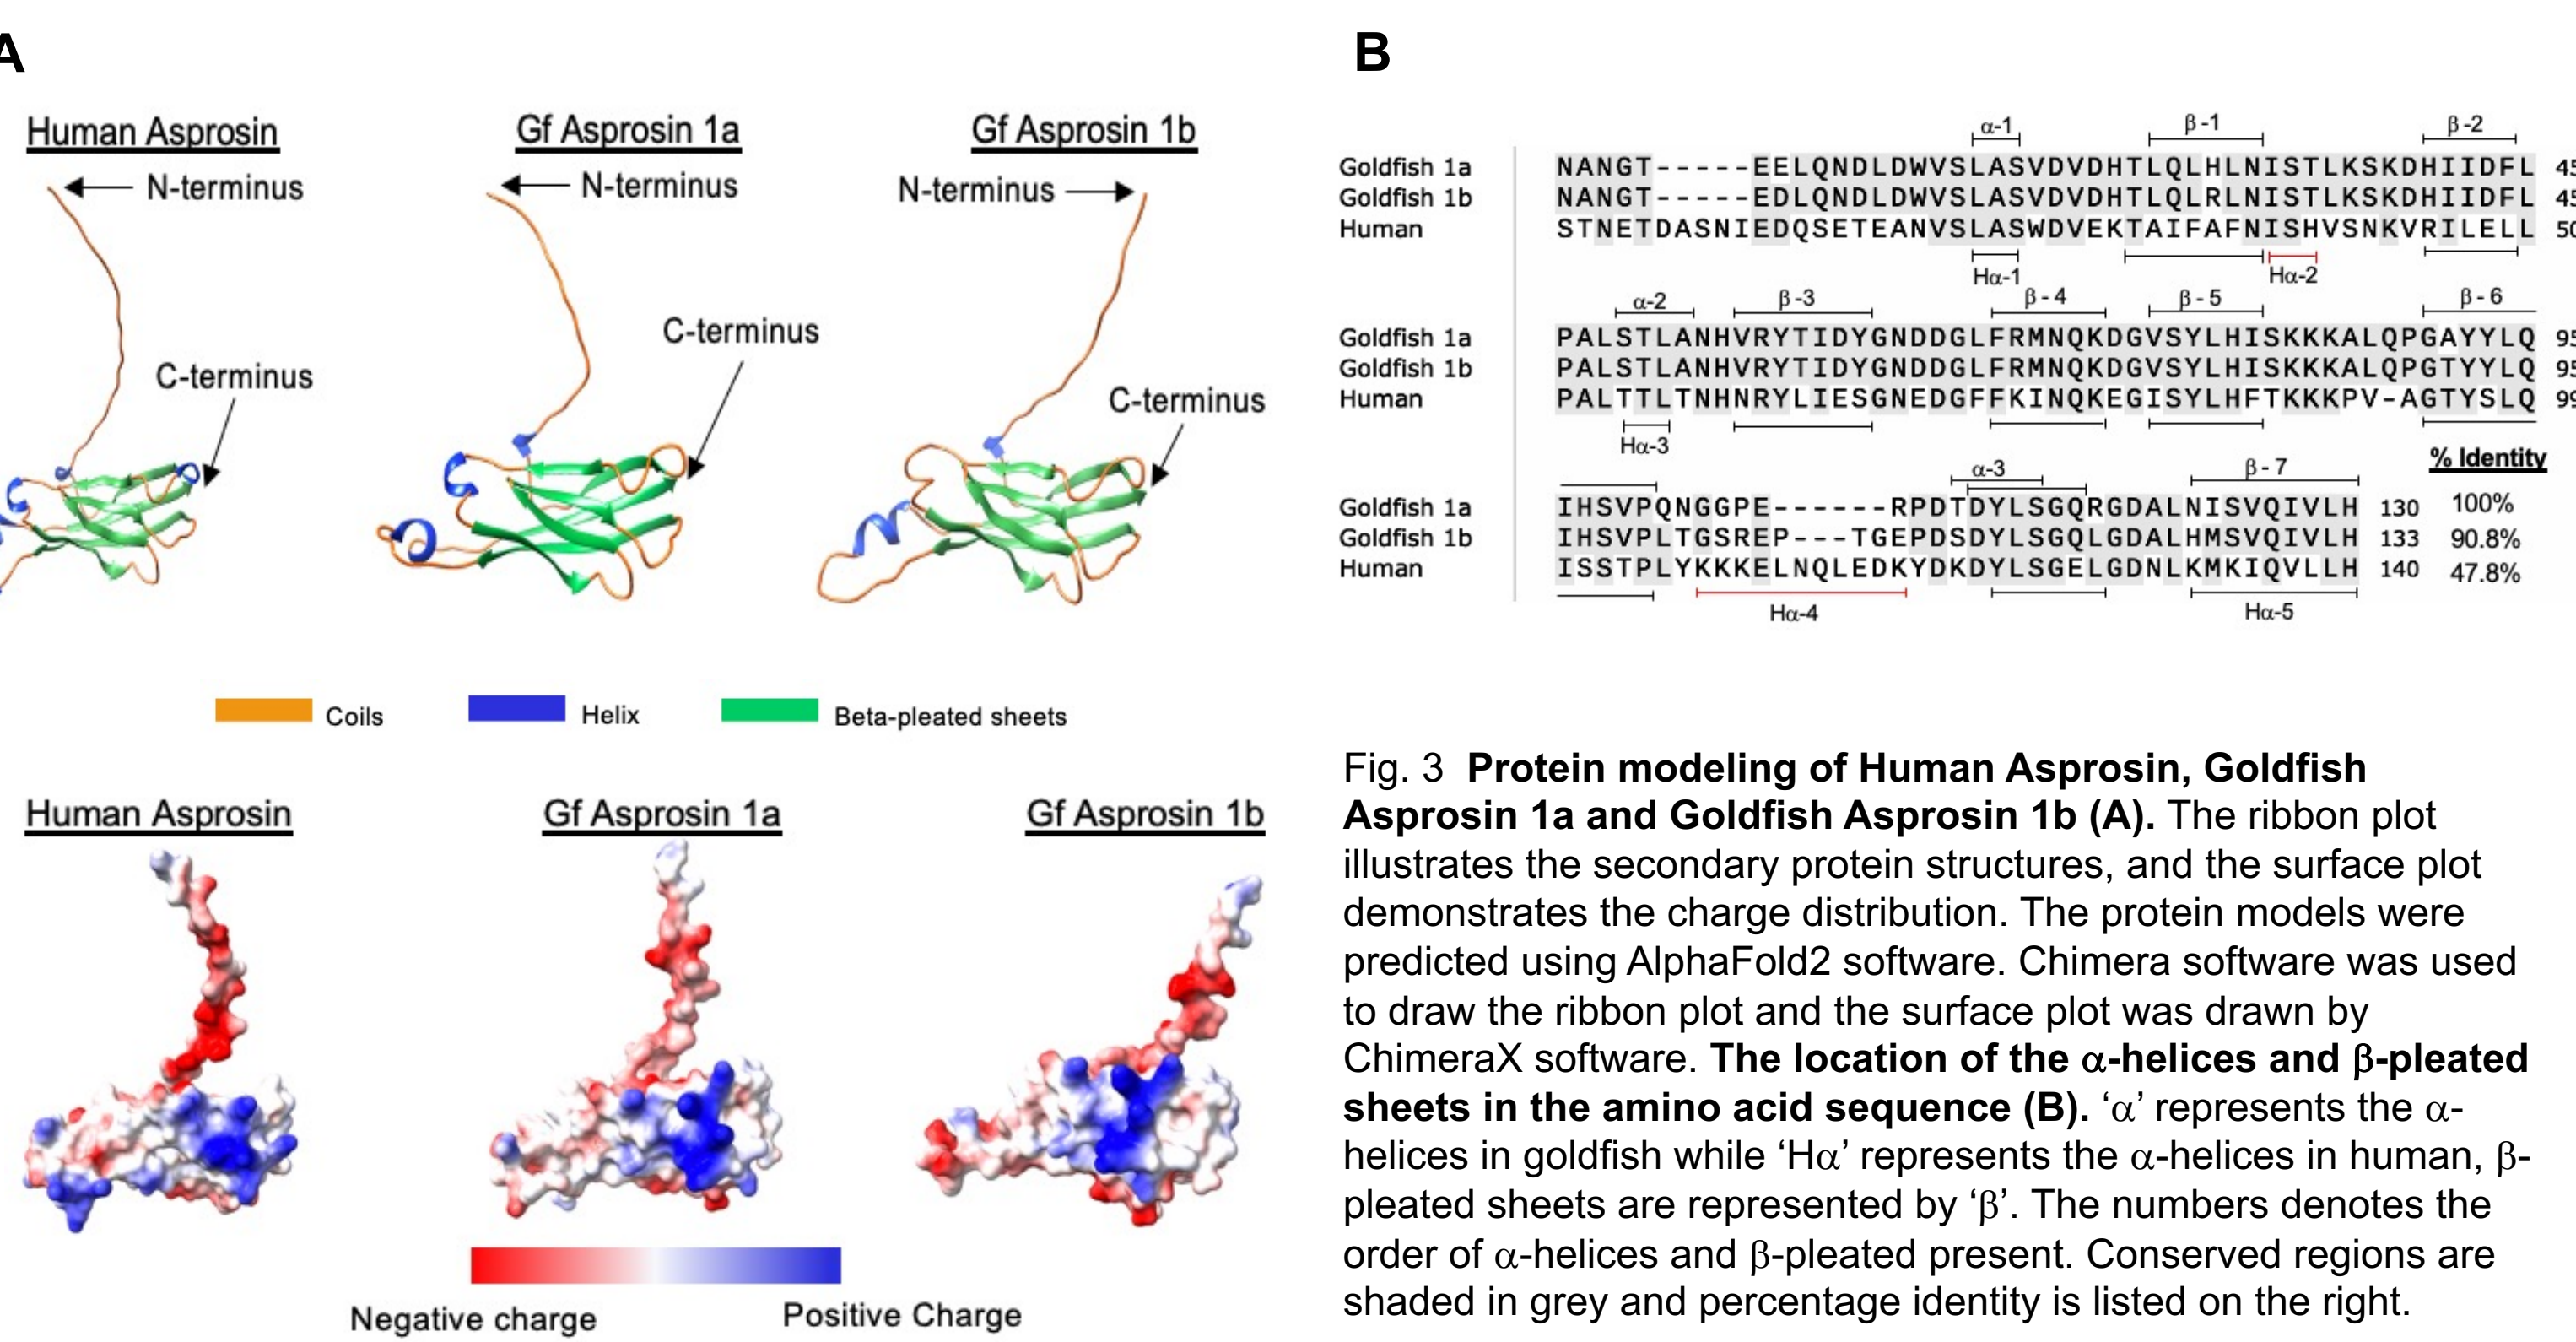 A
Human Asprosin
Gf Asprosin 1a
Gf Asprosin 1b
N-terminus
N-terminus
N-terminus
C-terminus
C-terminus
C-terminus
Coils
Helix
Beta-pleated sheets
Human Asprosin
Gf Asprosin 1a
Gf Asprosin 1b
Negative charge
Positive Charge
B
α-1 β-1 β-2
Goldfish 1a NANGT-----EELQNDLDWVSLASVDVDHTLQLHLNISTLKSKDHIIDFL 45
Goldfish 1b NANGT-----EDLQNDLDWVSLASVDVDHTLQLRLNISTLKSKDHIIDFL 45
Human STNETDASNIEDQSETEANVSLASWDVEKTAIFAFNISHVSNKVRILELL 50
Hα-1 Hα-2
α-2 β-3 β-4 β-5 β-6
Goldfish 1a PALSTLANHVRYTIDYGNDDGLFRMNQKDGVSYLHISKKKALQPGAYYLQ 95
Goldfish 1b PALSTLANHVRYTIDYGNDDGLFRMNQKDGVSYLHISKKKALQPGTYYLQ 95
Human PALTTLTNHNRYLIESGNEDGFFKINQKEGISYLHFTKKKPV-AGTYSLQ 99
Hα-3
% Identity
α-3 β-7
Goldfish 1a IHSVPQNGGPE------RPDTDYLSGQRGDALNISVQIVLH 130 100%
Goldfish 1b IHSVPLTGSREP---TGEPDSDYLSGQLGDALHMSVQIVLH 133 90.8%
Human ISSTPLYKKKELNQLEDKYDKDYLSGELGDNLKMKIQVLLH 140 47.8%
Hα-4 Hα-5
Fig. 3 Protein modeling of Human Asprosin, Goldfish
Asprosin 1a and Goldfish Asprosin 1b (A). The ribbon plot
illustrates the secondary protein structures, and the surface plot
demonstrates the charge distribution. The protein models were
predicted using AlphaFold2 software. Chimera software was used
to draw the ribbon plot and the surface plot was drawn by
ChimeraX software. The location of the α-helices and β-pleated
sheets in the amino acid sequence (B). ‘α’ represents the α-
helices in goldfish while ‘Hα’ represents the α-helices in human, β-
pleated sheets are represented by ‘β’. The numbers denotes the
order of α-helices and β-pleated present. Conserved regions are
shaded in grey and percentage identity is listed on the right.